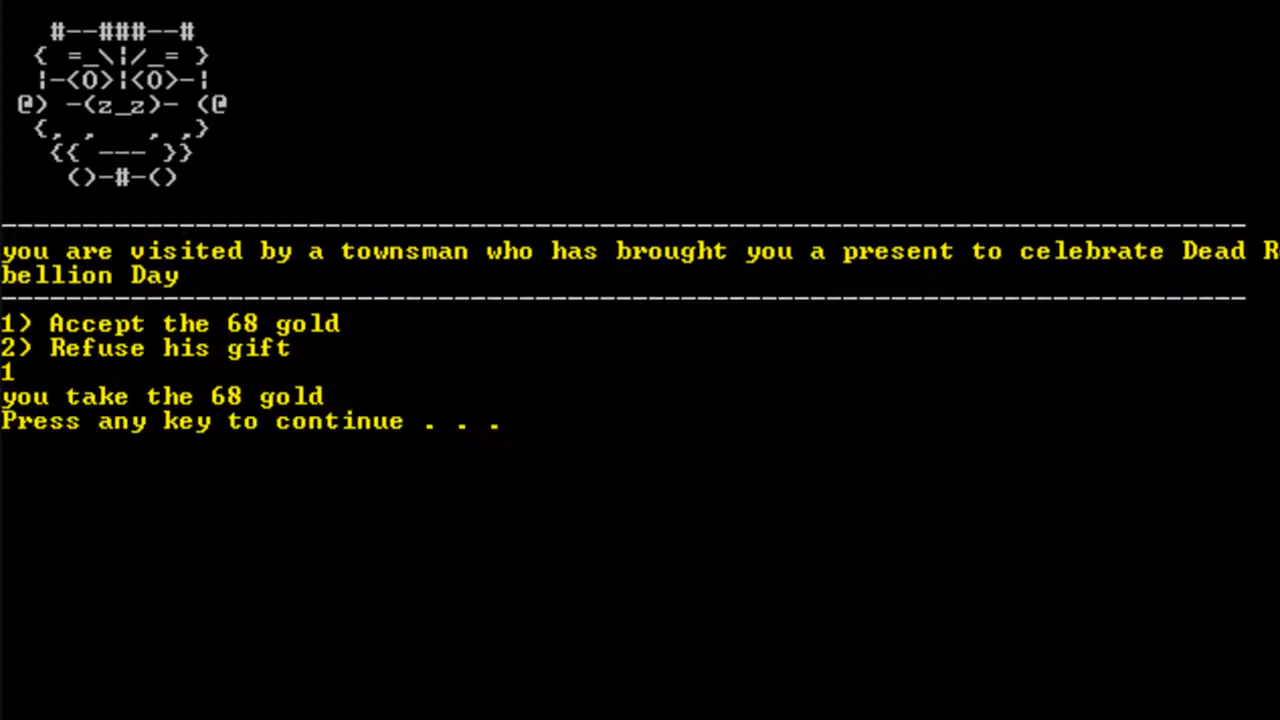 #--###--#
{ =_\¦/_= }
¦-<O>¦<O>-¦
@) -(z_z)- (@
{, ,   , ,}
{{ --- }}
()-#-()
-----------------------------------------------------------------------------
you are visited by a townsman who has brought you a present to celebrate Dead R
bellion Day
-----------------------------------------------------------------------------
1) Accept the 68 gold
2) Refuse his gift
1
you take the 68 gold
Press any key to continue . . .